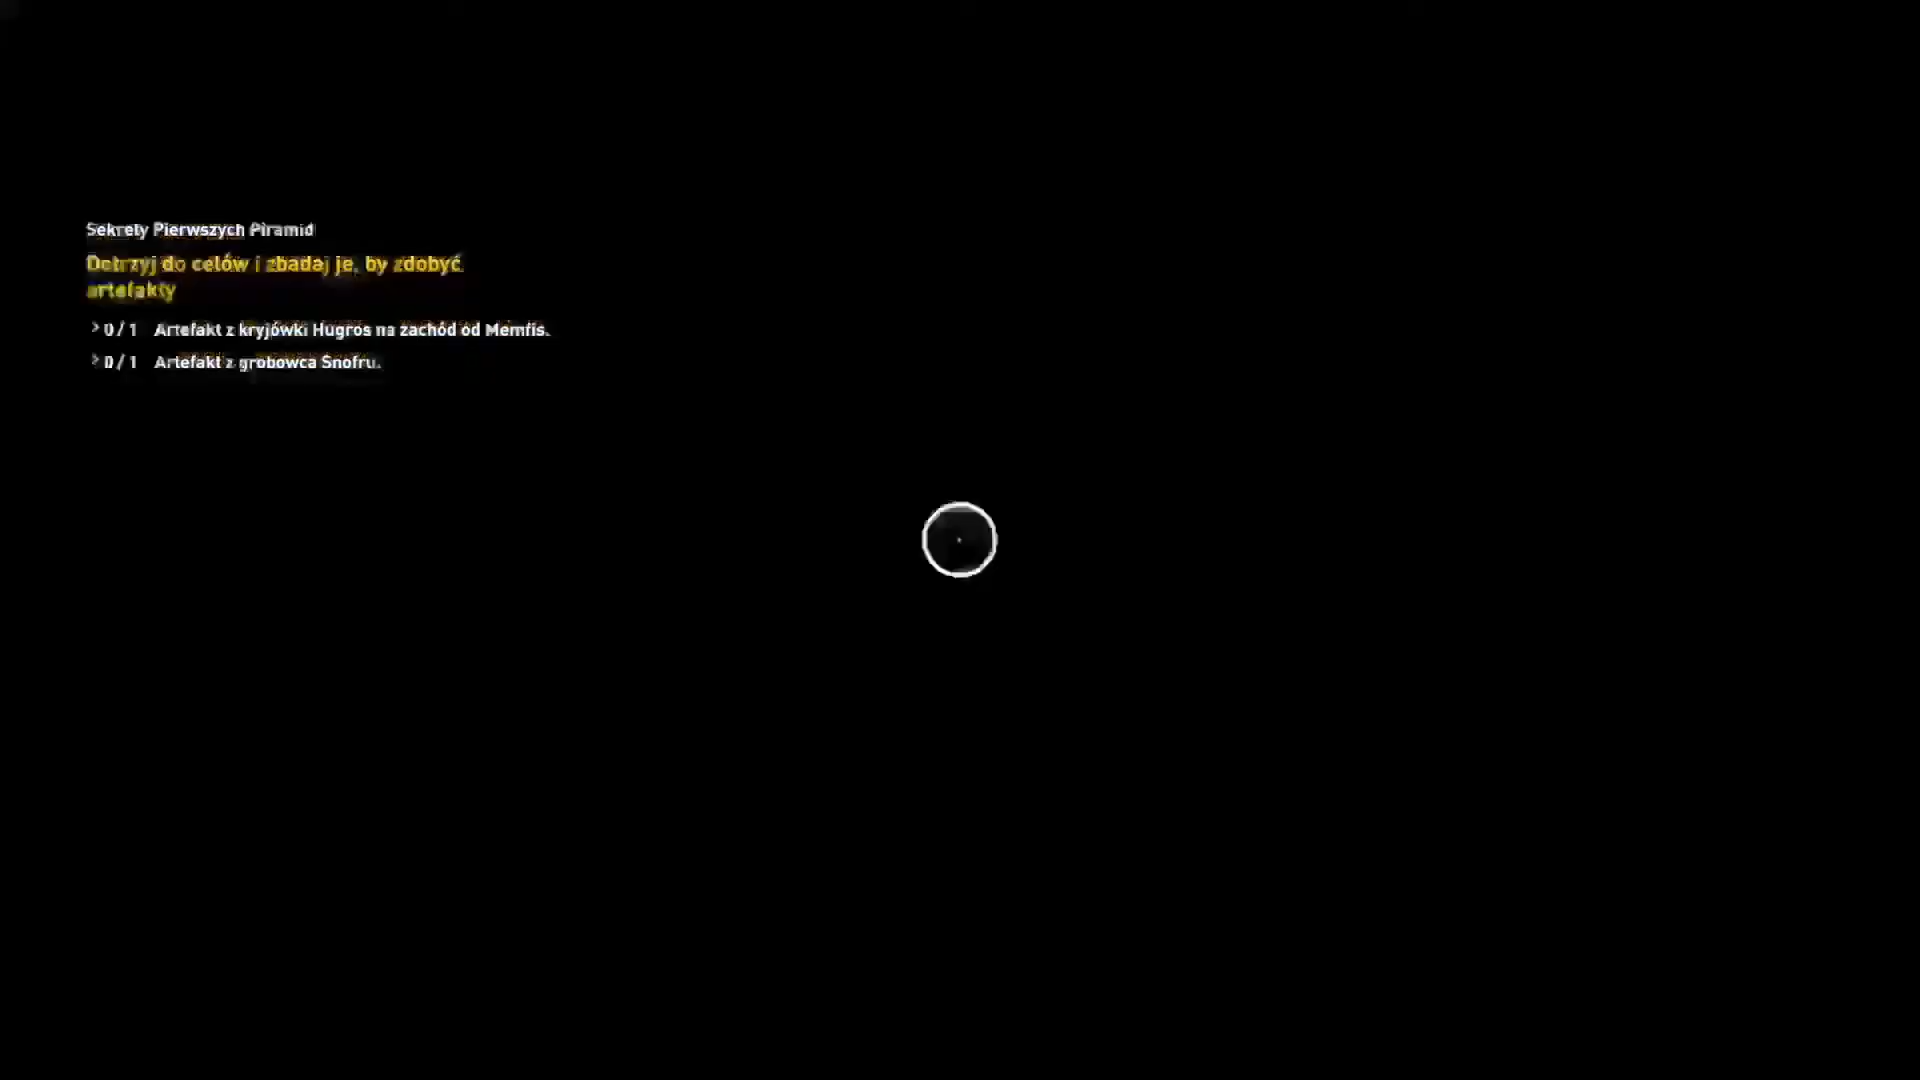 Sekrety Pierwszych Piramid
Dotrzyj do celów i zbadaj je, by zdobyć
artefakty
> 0 / 1 Artefakt z kryjówki Hugros na zachód od Memfis.
> 0 / 1 Artefakt z grobowca Snofru.